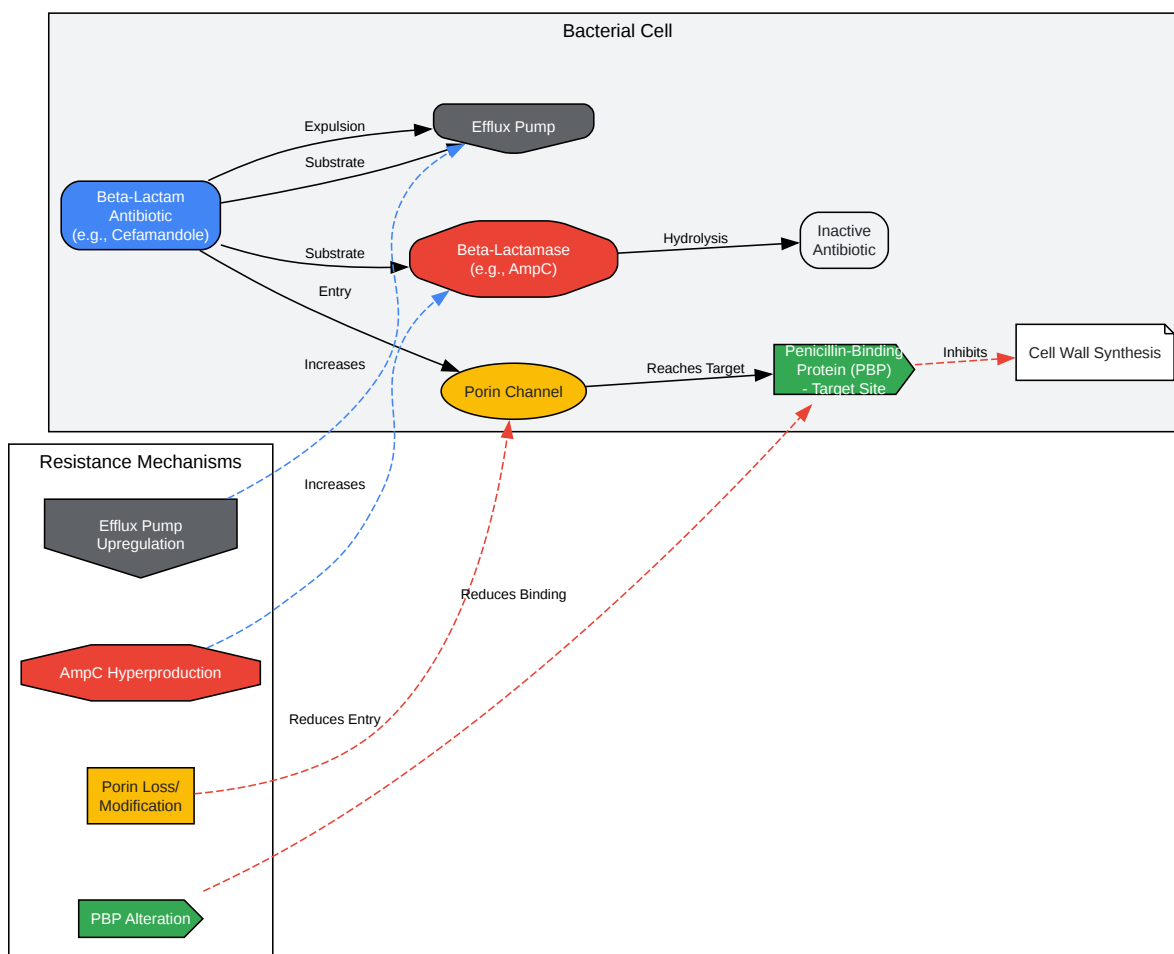 Bacterial Cell
Expulsion
Efflux Pump
Substrate
Beta-Lactam
Antibiotic
(e.g., Cefamandole)
Substrate
Beta-Lactamase
(e.g., AmpC)
Hydrolysis
Inactive
Antibiotic
Entry
Increases
Porin Channel
Reaches Target
Penicillin-Binding
Protein (PBP)
- Target Site
Inhibits
Cell Wall Synthesis
Resistance Mechanisms
Increases
Efflux Pump
Upregulation
Reduces Binding
AmpC Hyperproduction
Reduces Entry
Porin Loss/
Modification
PBP Alteration